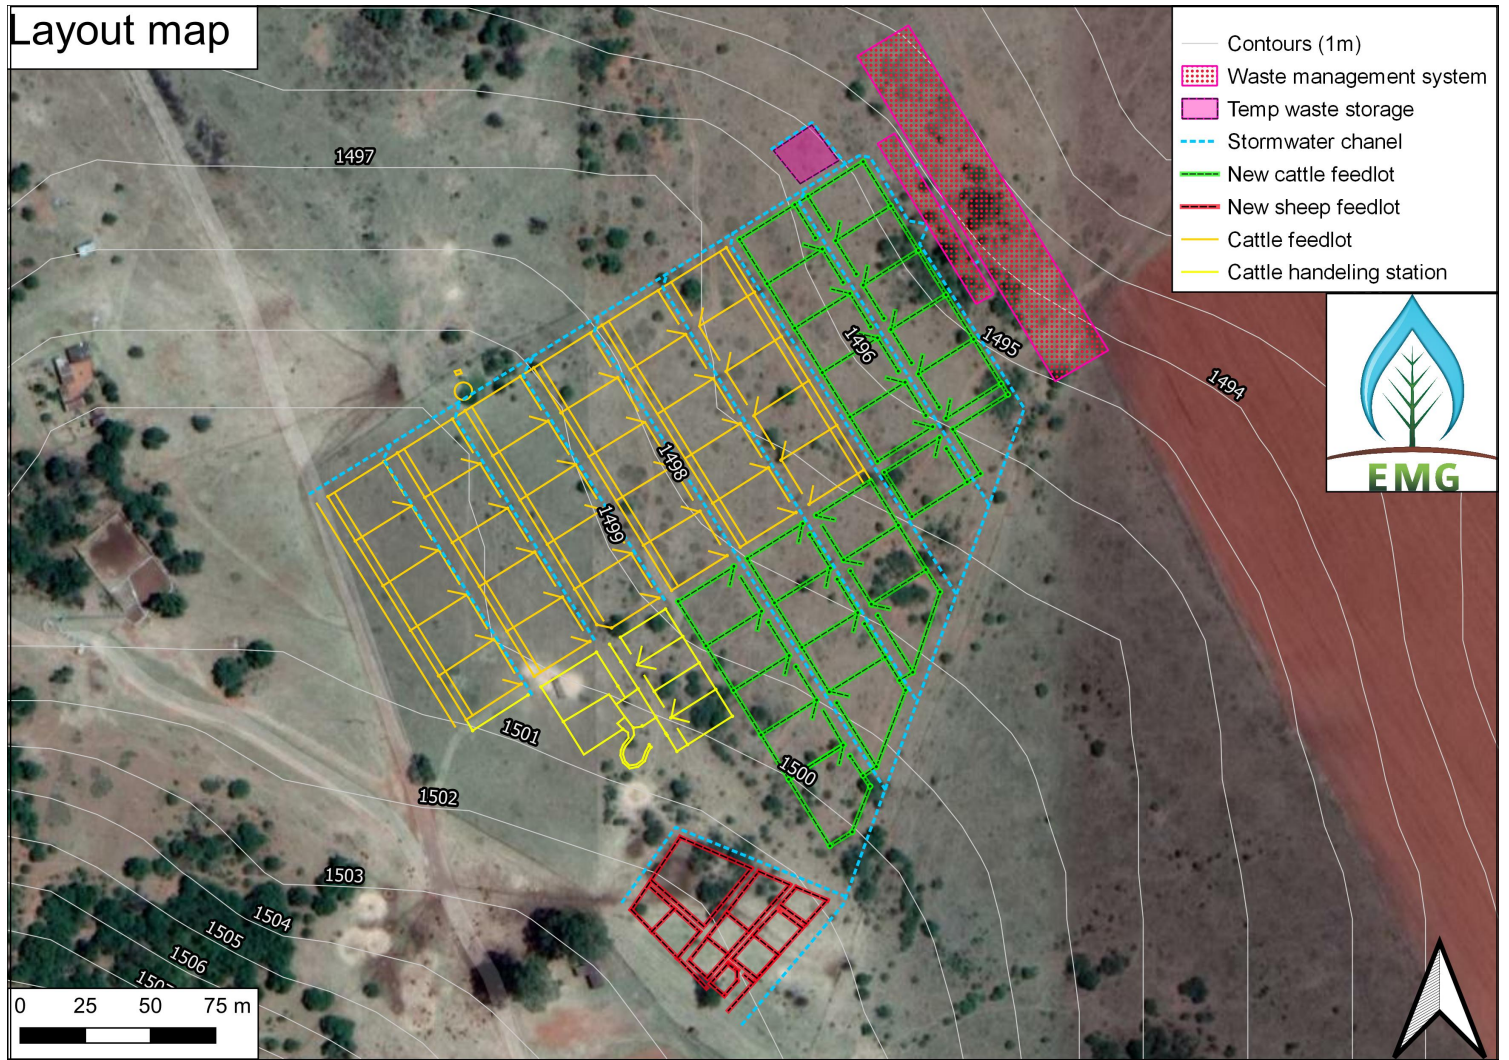 Layout map
Contours (1m)
Waste management system
Temp waste storage
Stormwater chanel
New cattle feedlot
New sheep feedlot
Cattle feedlot
Cattle handeling station
EMG
1497
1496
1495
1494
1498
1499
1501
1500
1502
1503
1504
1505
1506
0 25 50 75 m